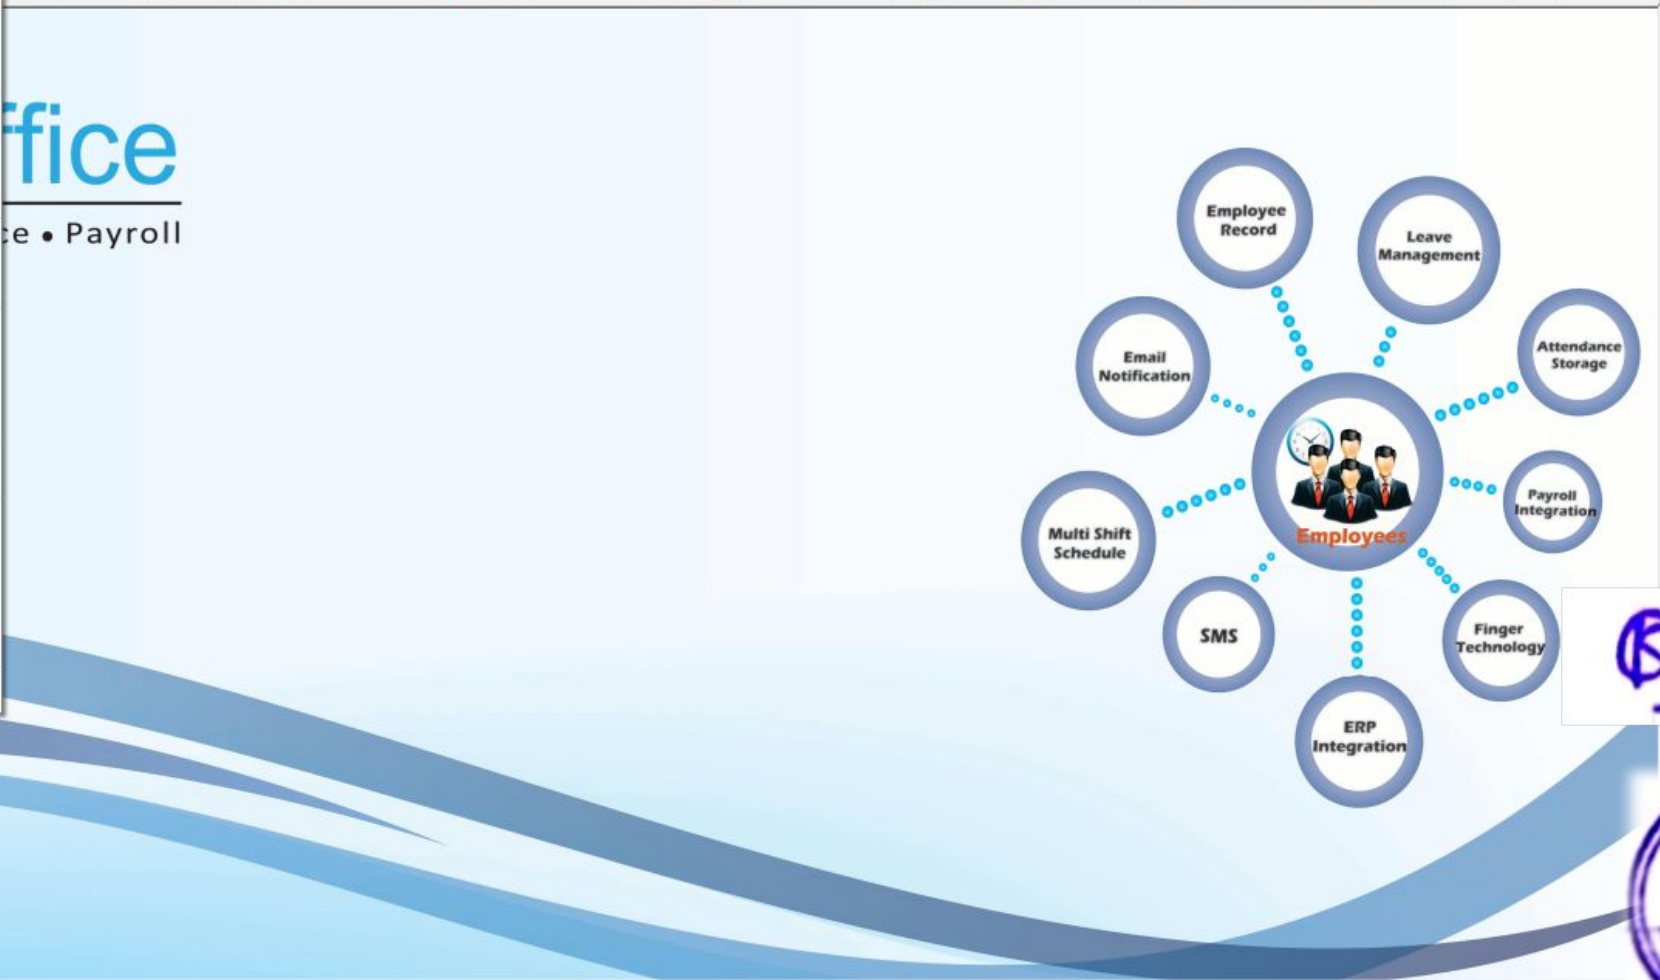 ffice
ce • Payroll
Employee
Record
Leave
Management
Attendance
Storage
Email
Notification
Employees
Payroll
Integration
Multi Shift
Schedule
SMS
Finger
Technology
ERP
Integration